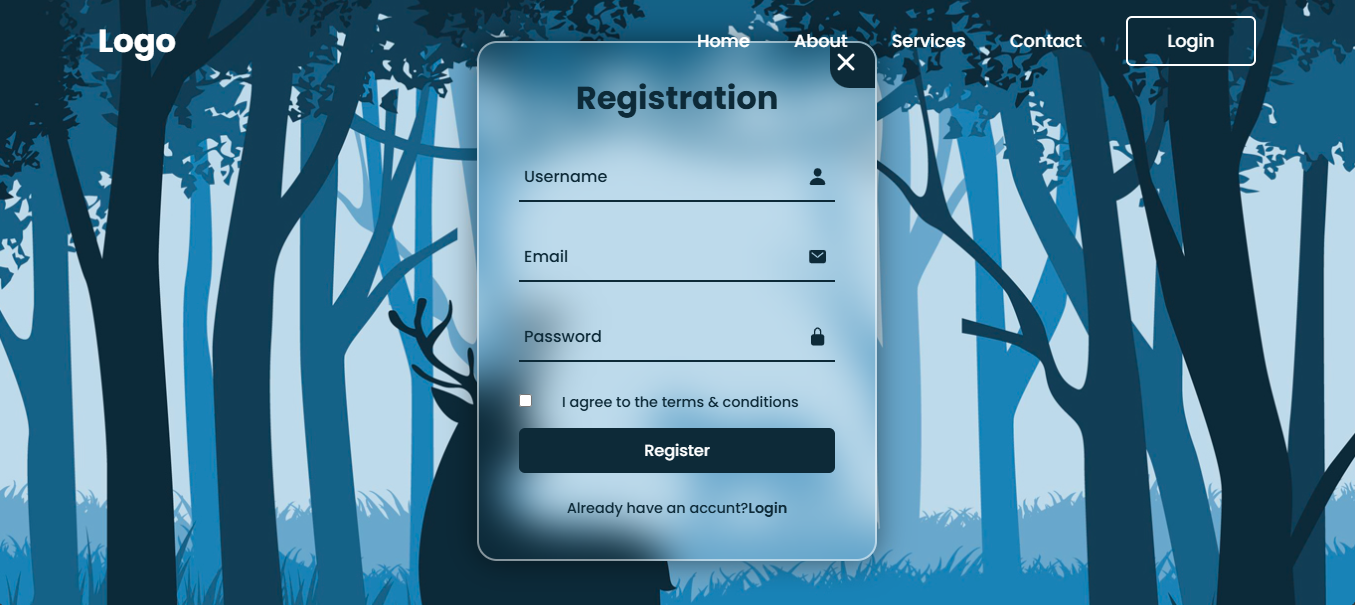 Logo
Home About Services Contact Login
Registration
Username
Email
Password
I agree to the terms & conditions
Register
Already have an accunt?Login